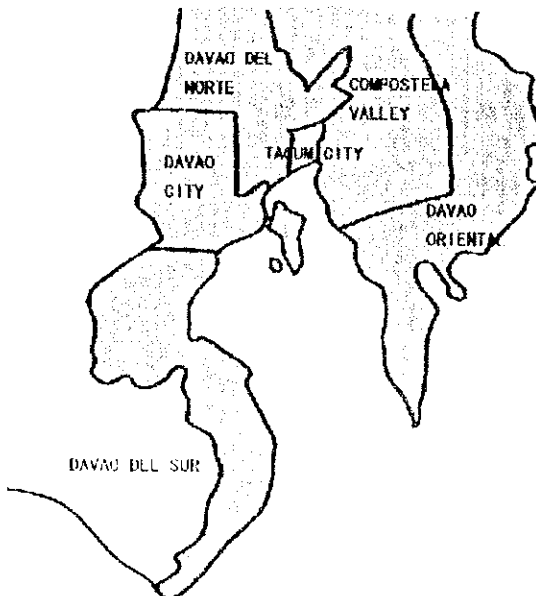 DAVAO DEL
NORTE
COMPOSTELA
VALLEY
TAGUM CITY
DAVAO
CITY
DAVAO
ORIENTAL
DAVAO DEL SUR